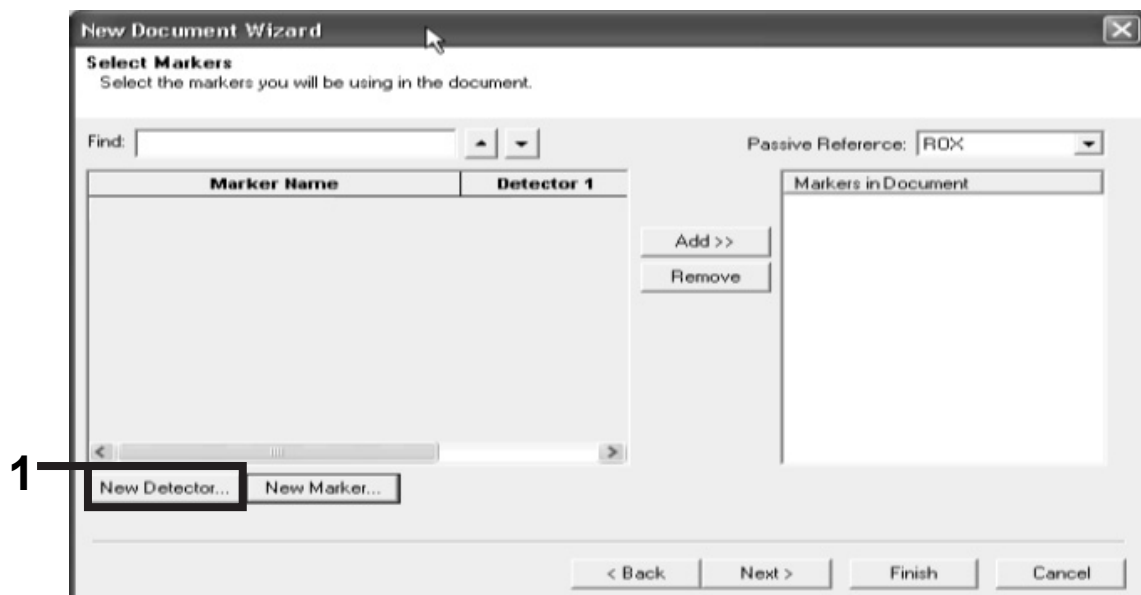 New Document Wizard
Select Markers
Select the markers you will be using in the document.
Find:
Passive Reference: ROX
Marker Name Detector 1
Markers in Document
Add >>
Remove
1
New Detector... New Marker...
< Back Next > Finish Cancel